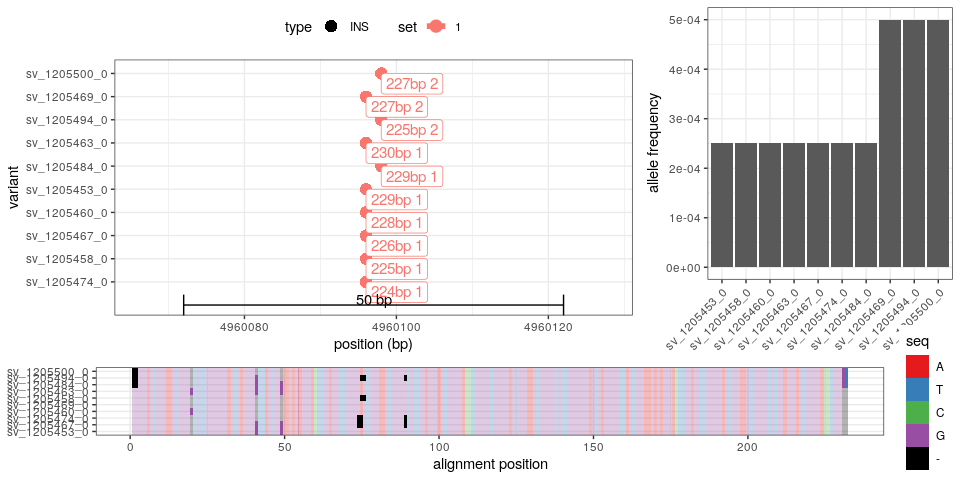 type INS set 1
variant
sv_1205500_0
sv_1205469_0
sv_1205494_0
sv_1205463_0
sv_1205484_0
sv_1205453_0
sv_1205460_0
sv_1205467_0
sv_1205458_0
sv_1205474_0
227bp 2
227bp 2
225bp 2
230bp 1
229bp 1
229bp 1
228bp 1
226bp 1
225bp 1
224bp 1
50 bp
4960080 4960100 4960120
position (bp)
allele frequency
5e-04
4e-04
3e-04
2e-04
1e-04
0e+00
sv_1205453_0
sv_1205458_0
sv_1205460_0
sv_1205463_0
sv_1205467_0
sv_1205474_0
sv_1205484_0
sv_1205469_0
sv_1205494_0
1205500_0
seq
A
T
C
G
-
sv_1205500_0
sv_1205453_0
0 50 100 150 200
alignment position